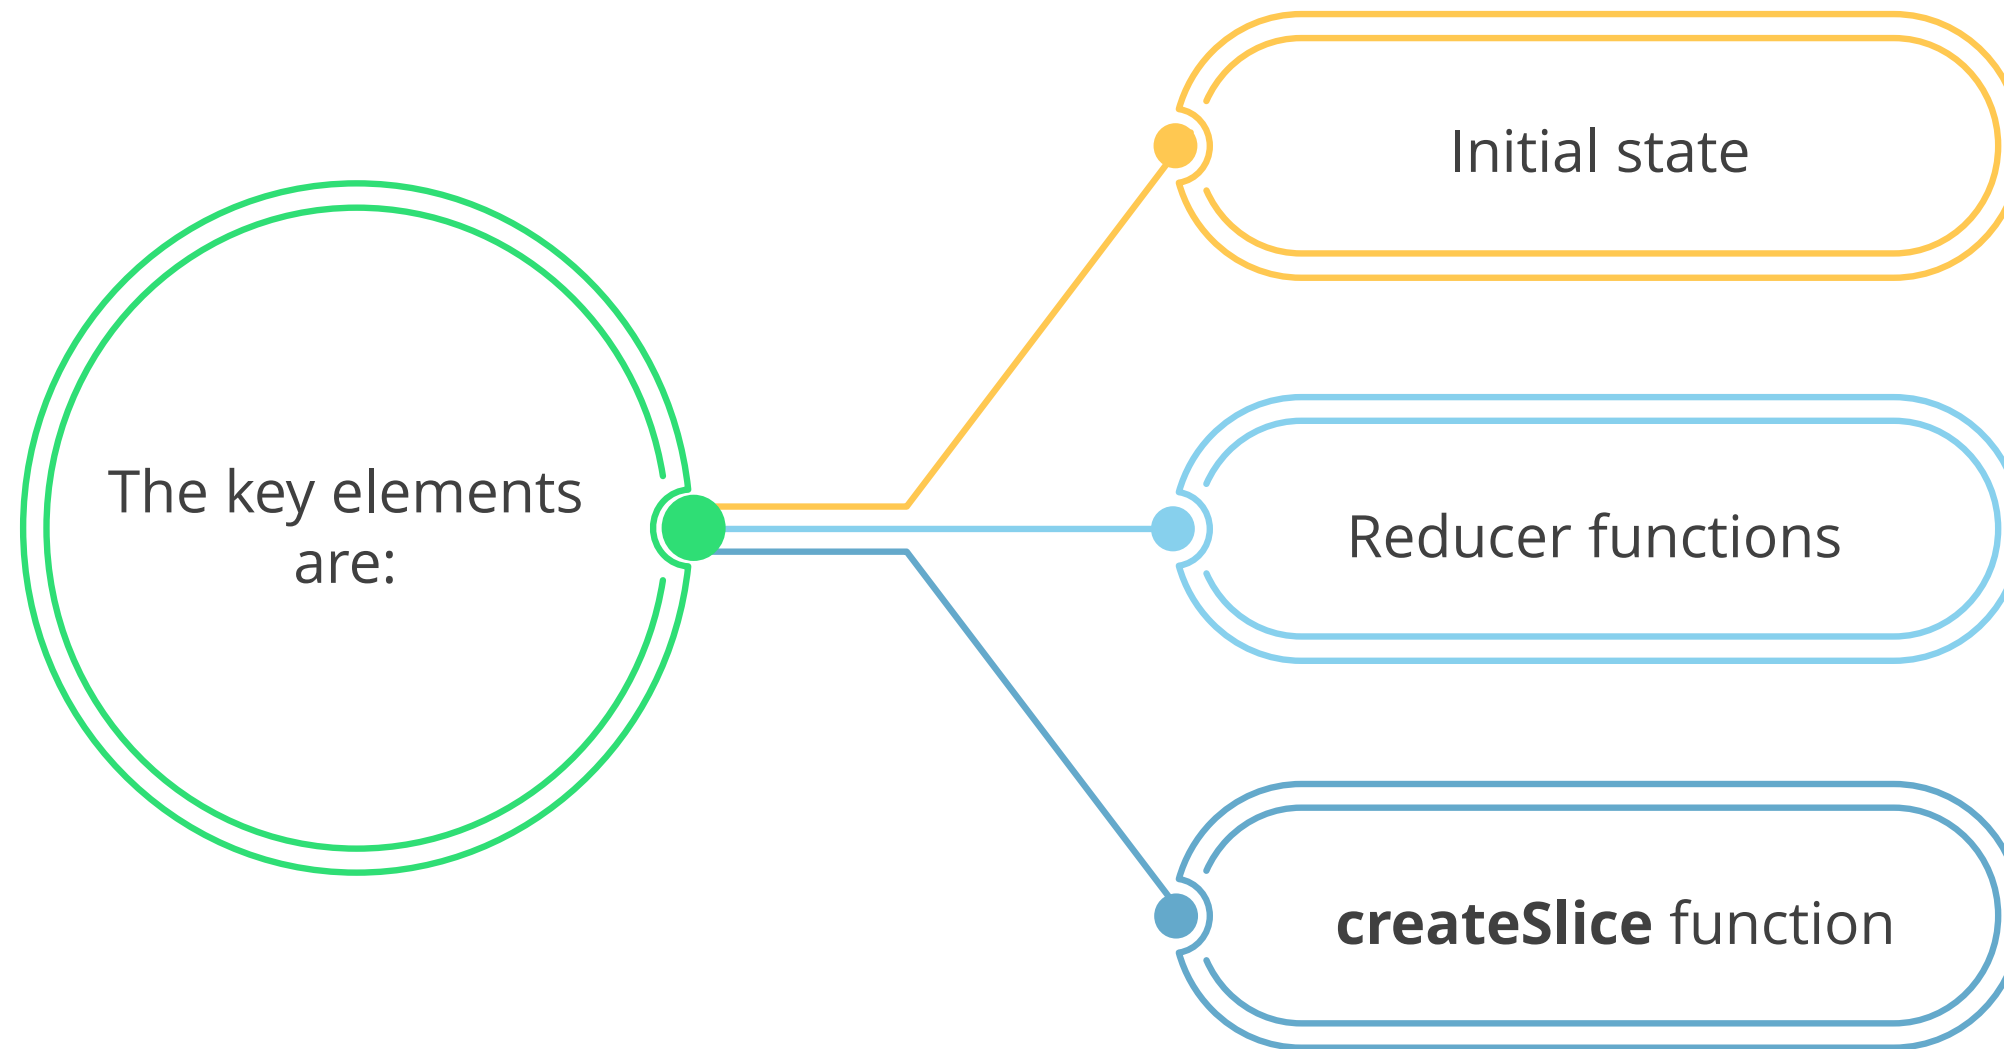 The key elements
are:
Initial state
Reducer functions
createSlice function